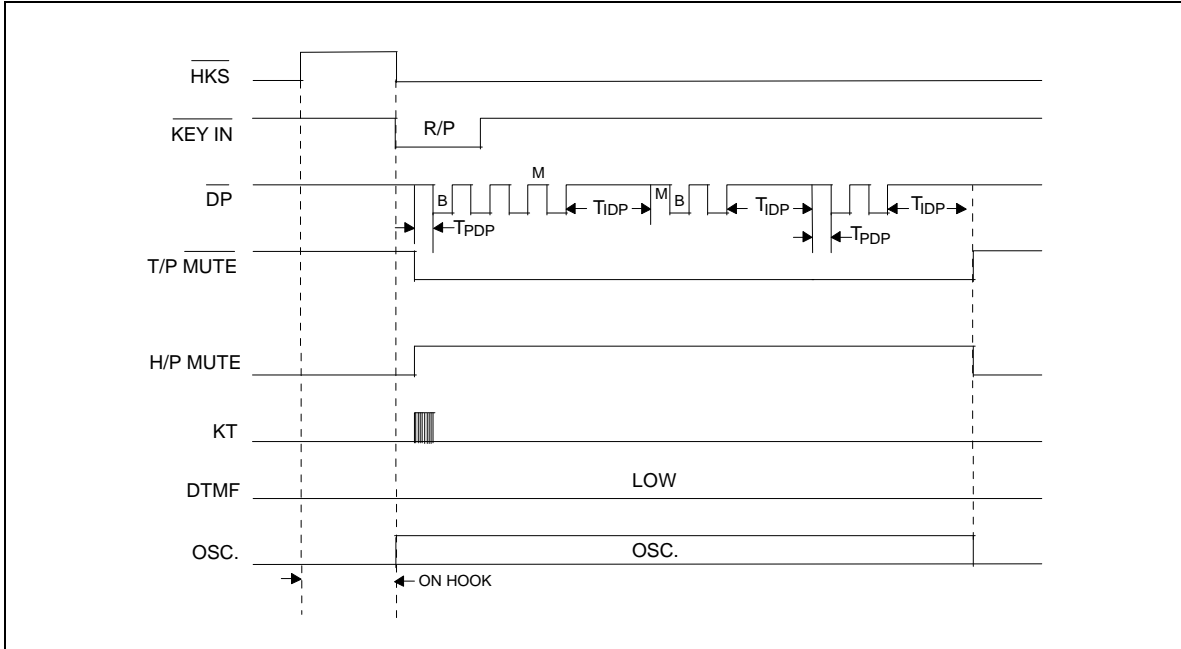 HKS
KEY IN
R/P
M
DP
B
M B
TIDP
TIDP
TIDP
TPDP
TPDP
T/P MUTE
H/P MUTE
KT
DTMF
LOW
OSC.
OSC.
ON HOOK